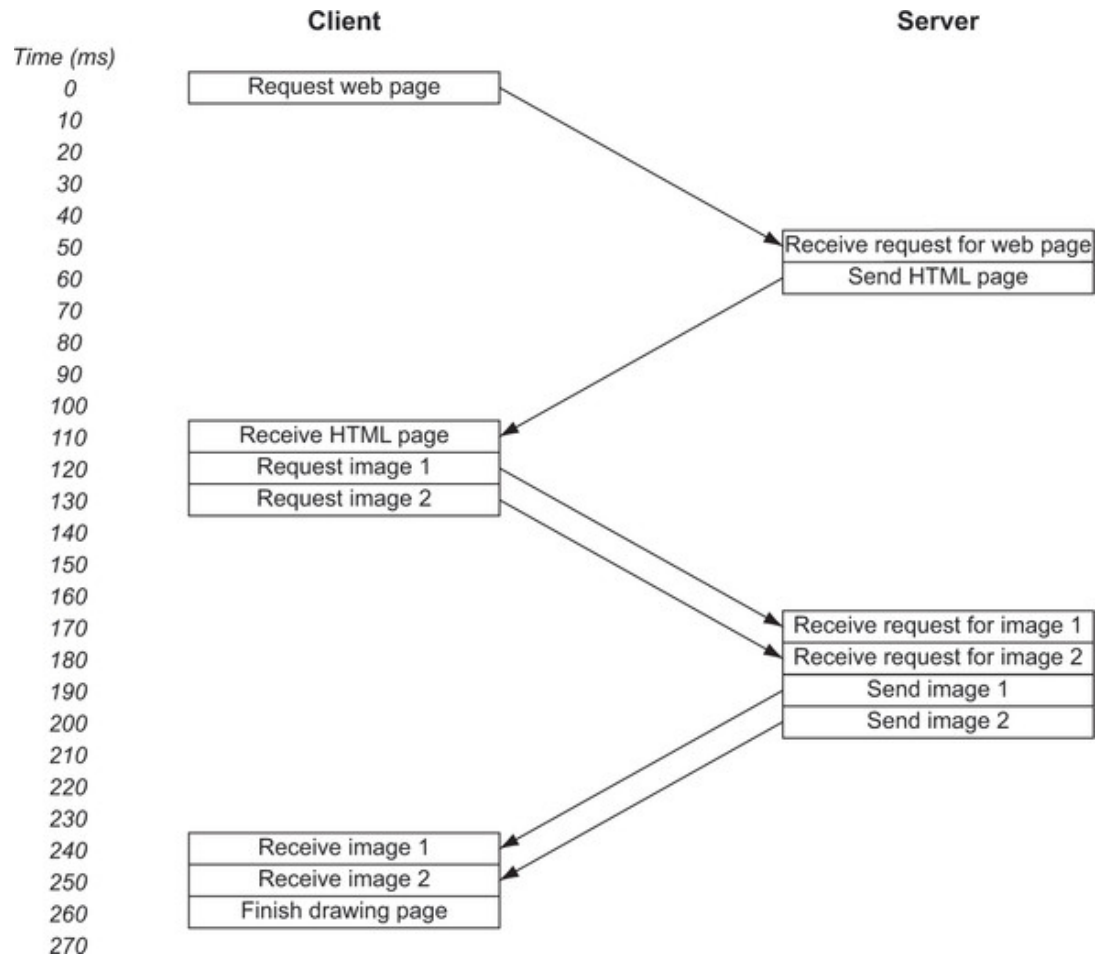 Client Server
Time (ms)
0 Request web page
10
20
30
40
50 Receive request for web page
60 Send HTML page
70
80
90
100
110 Receive HTML page
120 Request image 1
130 Request image 2
140
150
160
170 Receive request for image 1
180 Receive request for image 2
190 Send image 1
200 Send image 2
210
220
230
240 Receive image 1
250 Receive image 2
260 Finish drawing page
270